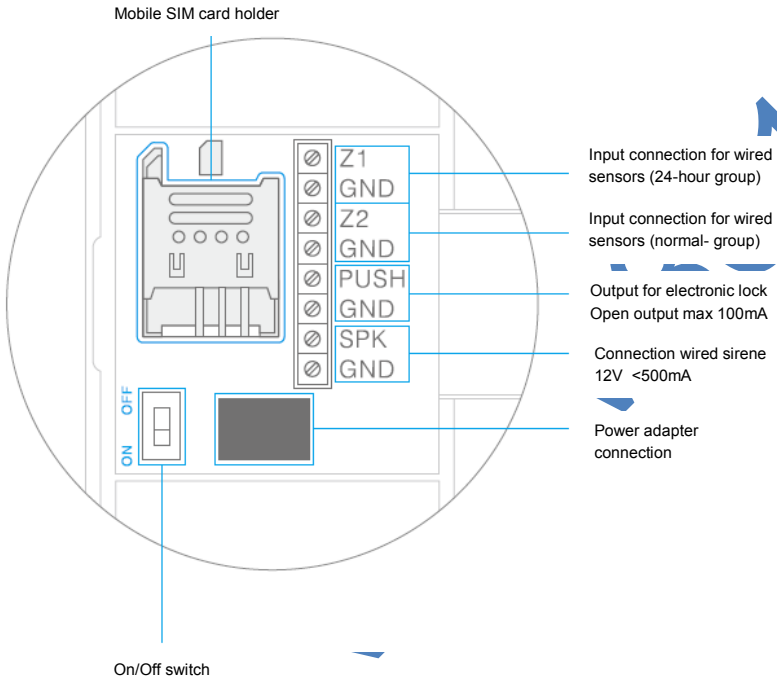 Mobile SIM card holder
Z1
GND
Z2
GND
PUSH
GND
SPK
GND
OFF
ON
Input connection for wired
sensors (24-hour group)
Input connection for wired
sensors (normal- group)
Output for electronic lock
Open output max 100mA
Connection wired sirene
12V <500mA
Power adapter
connection
On/Off switch